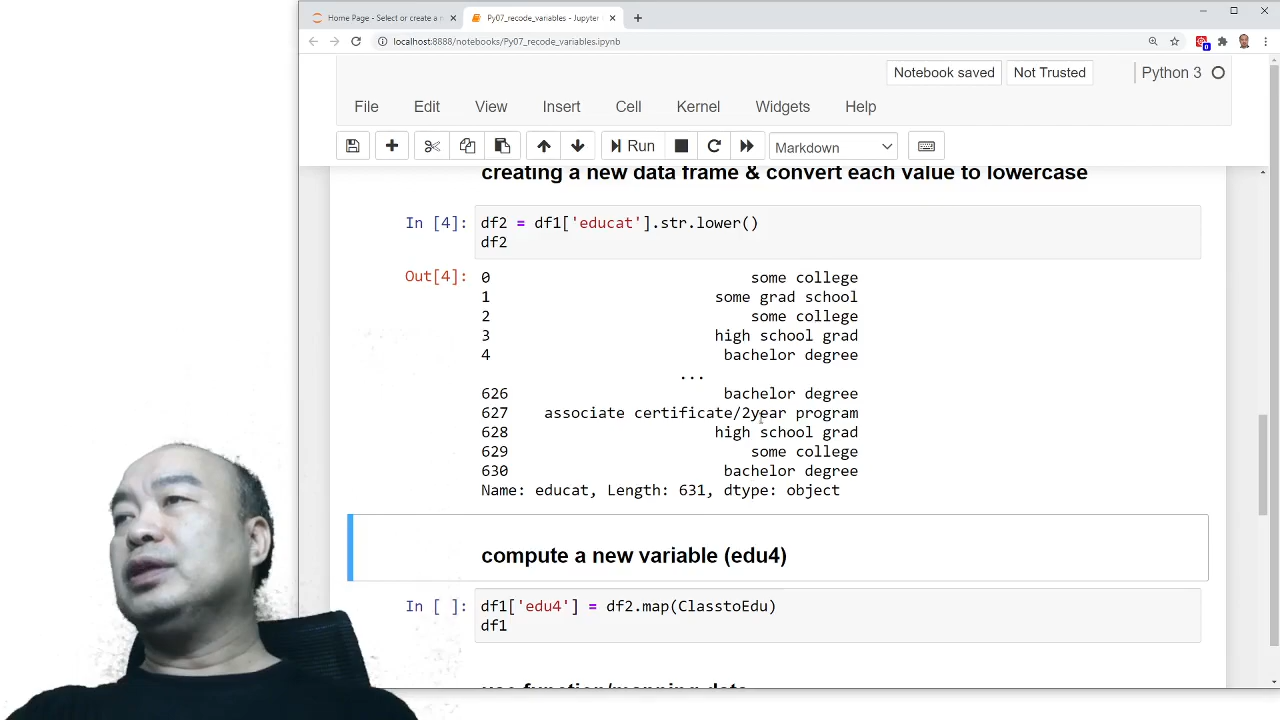 Home Page - Select or create a n
Py07_recode_variables - Jupyter
localhost:8888/notebooks/Py07_recode_variables.ipynb
0
Notebook saved
Not Trusted
Python 3
File Edit View Insert Cell Kernel Widgets Help
Run
Markdown
creating a new data frame & convert each value to lowercase
In [4]: df2 = df1['educat'].str.lower()
df2
Out[4]: 0 some college
1 some grad school
2 some college
3 high school grad
4 bachelor degree
...
626 bachelor degree
627 associate certificate/2year program
628 high school grad
629 some college
630 bachelor degree
Name: educat, Length: 631, dtype: object
compute a new variable (edu4)
In [ ]: df1['edu4'] = df2.map(ClasstoEdu)
df1
use function/mapping data